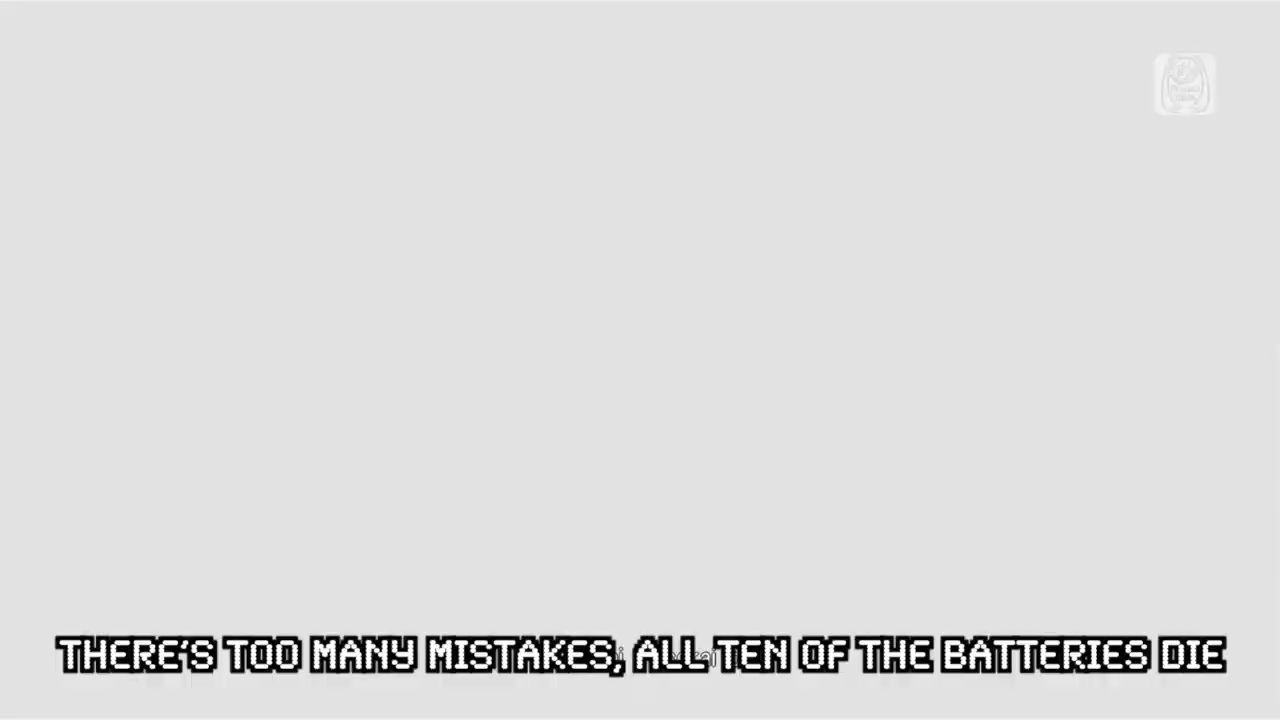 THERE'S TOO MANY MISTAKES, ALL TEN OF THE BATTERIES DIE